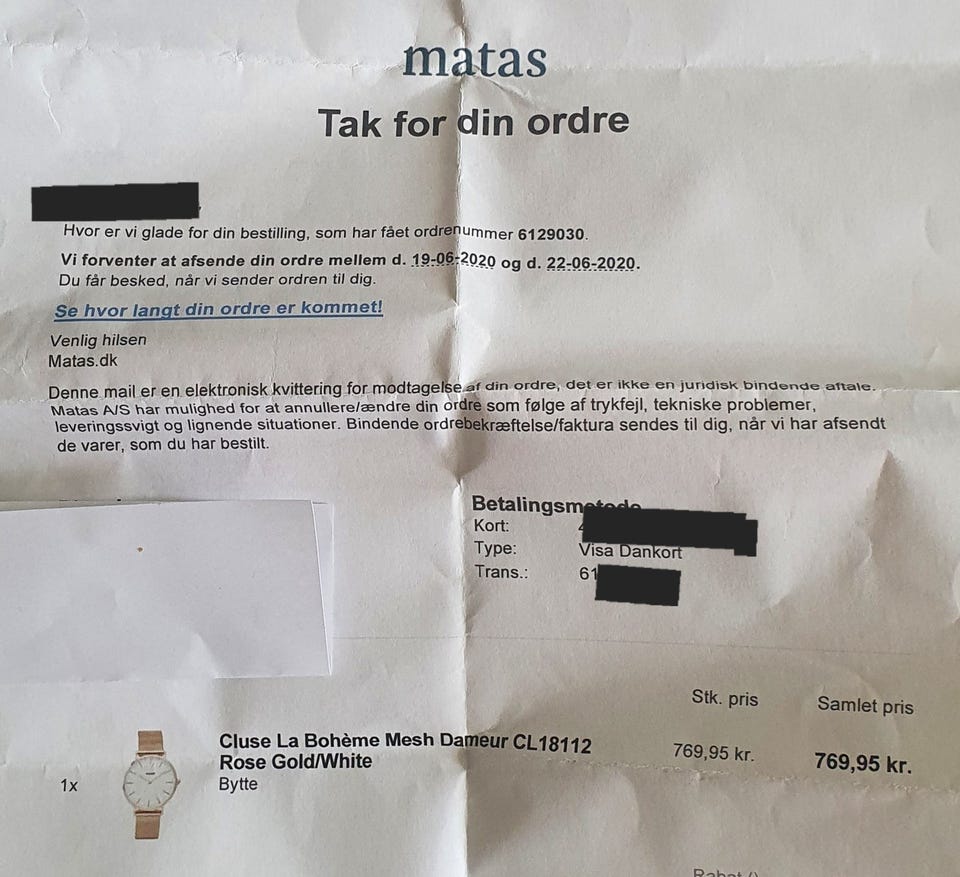 matas
Tak for din ordre
Hvor er vi glade for din bestilling, som har fået ordrenummer 6129030.
Vi forventer at afsende din ordre mellem d. 19-06-2020 og d. 22-06-2020.
Du får besked, når vi sender ordren til dig.
Se hvor langt din ordre er kommet!
Venlig hilsen
Matas.dk
Denne mail er en elektronisk kvittering for modtagelse af din ordre, det er ikke en juridisk bindende aftale.
Matas A/S har mulighed for at annullere/ændre din ordre som følge af trykfejl, tekniske problemer,
leveringssvigt og lignende situationer. Bindende ordrebekræftelse/faktura sendes til dig, når vi har afsendt
de varer, som du har bestilt.
Betalingsmetode
Kort:
Type: Visa Dankort
Trans.: 61
Stk. pris Samlet pris
1x Cluse La Bohème Mesh Dameur CL18112 769,95 kr. 769,95 kr.
Rose Gold/White
Bytte